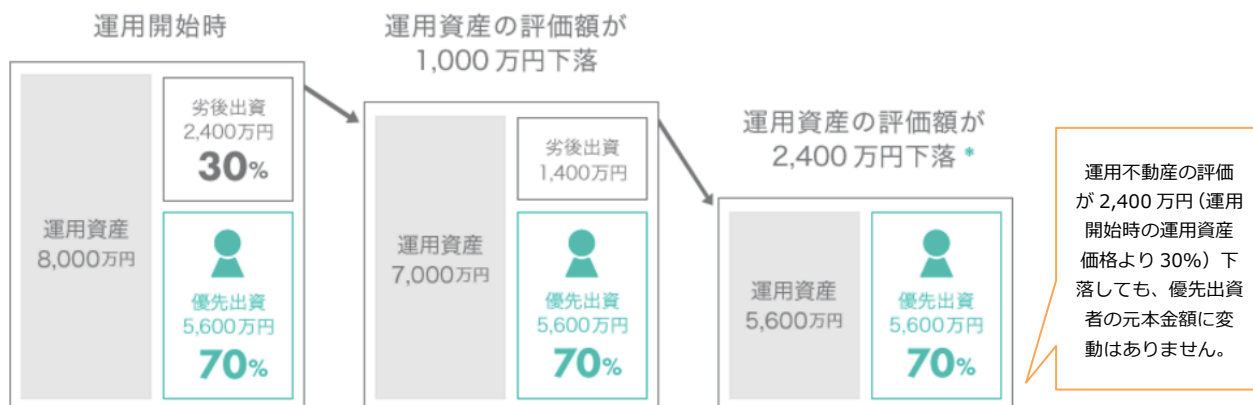 運用開始時
運用資産
8,000万円
劣後出資
2,400万円
30%
優先出資
5,600万円
70%
運用資産の評価額が
1,000万円下落
運用資産
7,000万円
劣後出資
1,400万円
優先出資
5,600万円
70%
運用資産の評価額が
2,400万円下落 *
運用資産
5,600万円
優先出資
5,600万円
70%
運用不動産の評価
が 2,400 万円（運用
開始時の運用資産
価格より 30%）下
落しても、優先出資
者の元本金額に変
動はありません。